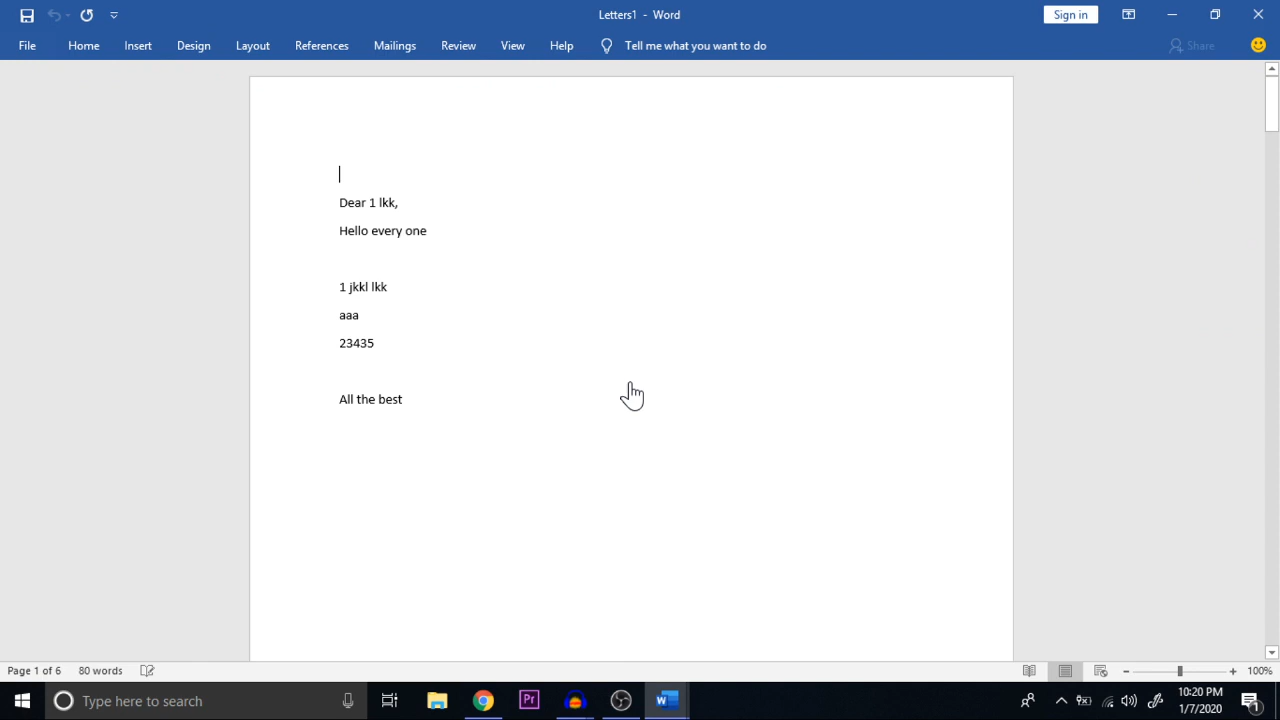 Letters1 - Word
Sign in
File Home Insert Design Layout References Mailings Review View Help Tell me what you want to do Share
Dear 1 lkk,
Hello every one
1 jkkl lkk
aaa
23435
All the best
Page 1 of 6 80 words 100%
Type here to search
Pr
10:20 PM
1/7/2020
1